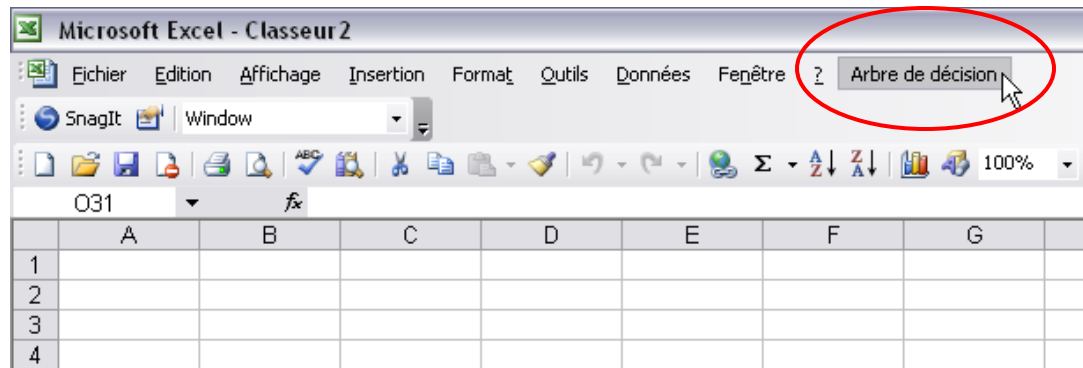 Microsoft Excel - Classeur2
Fichier Edition Affichage Insertion Format Outils Données Fenêtre ? Arbre de décision
SnagIt Window
ABC Σ A Z Z A 100%
O31 fx
A B C D E F G
1
2
3
4